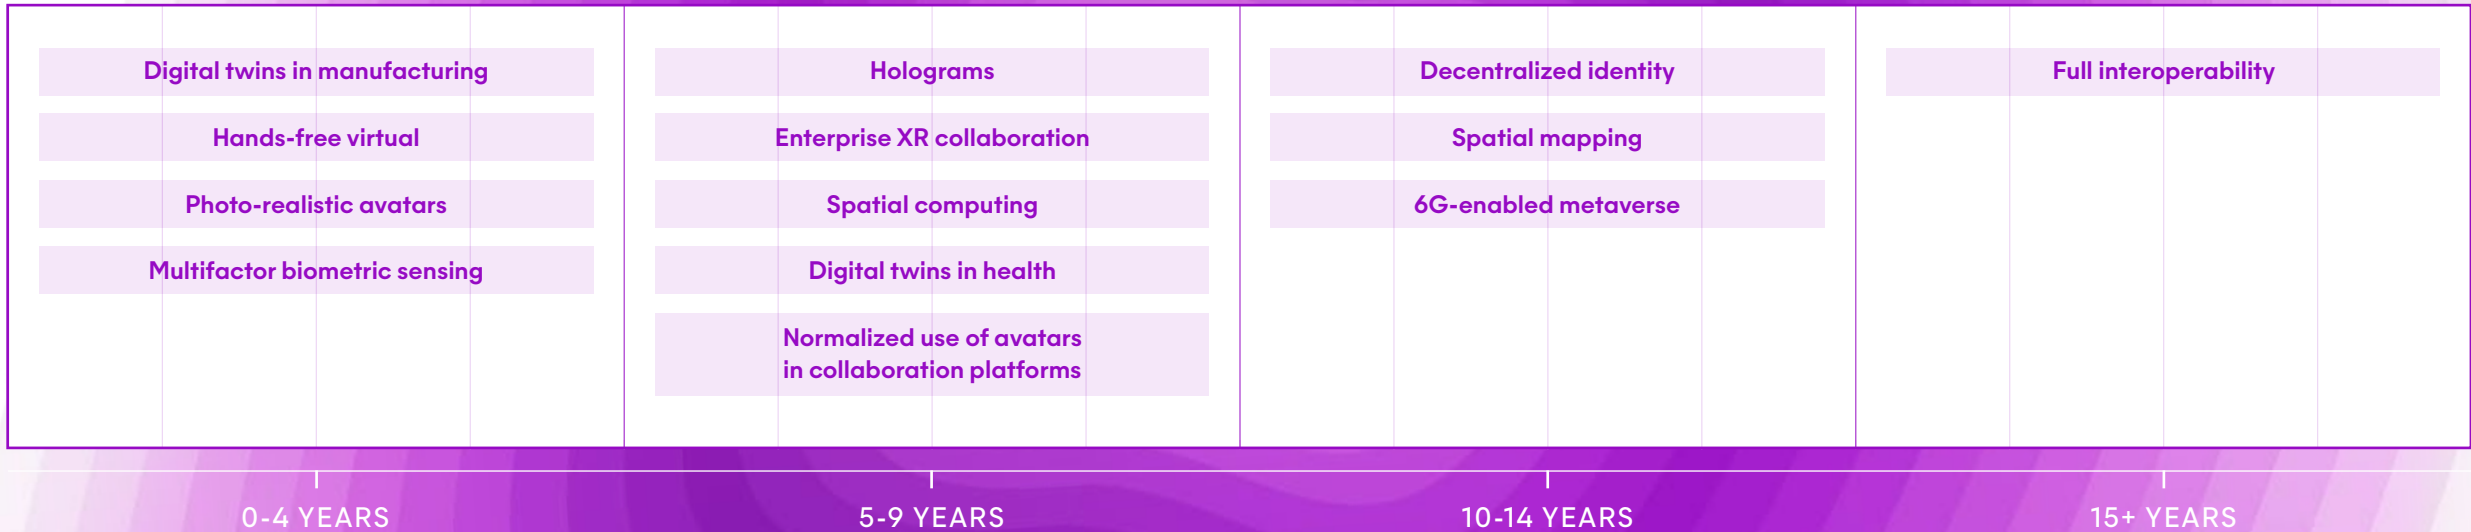 Digital twins in manufacturing
Hands-free virtual
Photo-realistic avatars
Multifactor biometric sensing
Holograms
Enterprise XR collaboration
Spatial computing
Digital twins in health
Normalized use of avatars
in collaboration platforms
Decentralized identity
Spatial mapping
6G-enabled metaverse
Full interoperability
0-4 YEARS
5-9 YEARS
10-14 YEARS
15+ YEARS